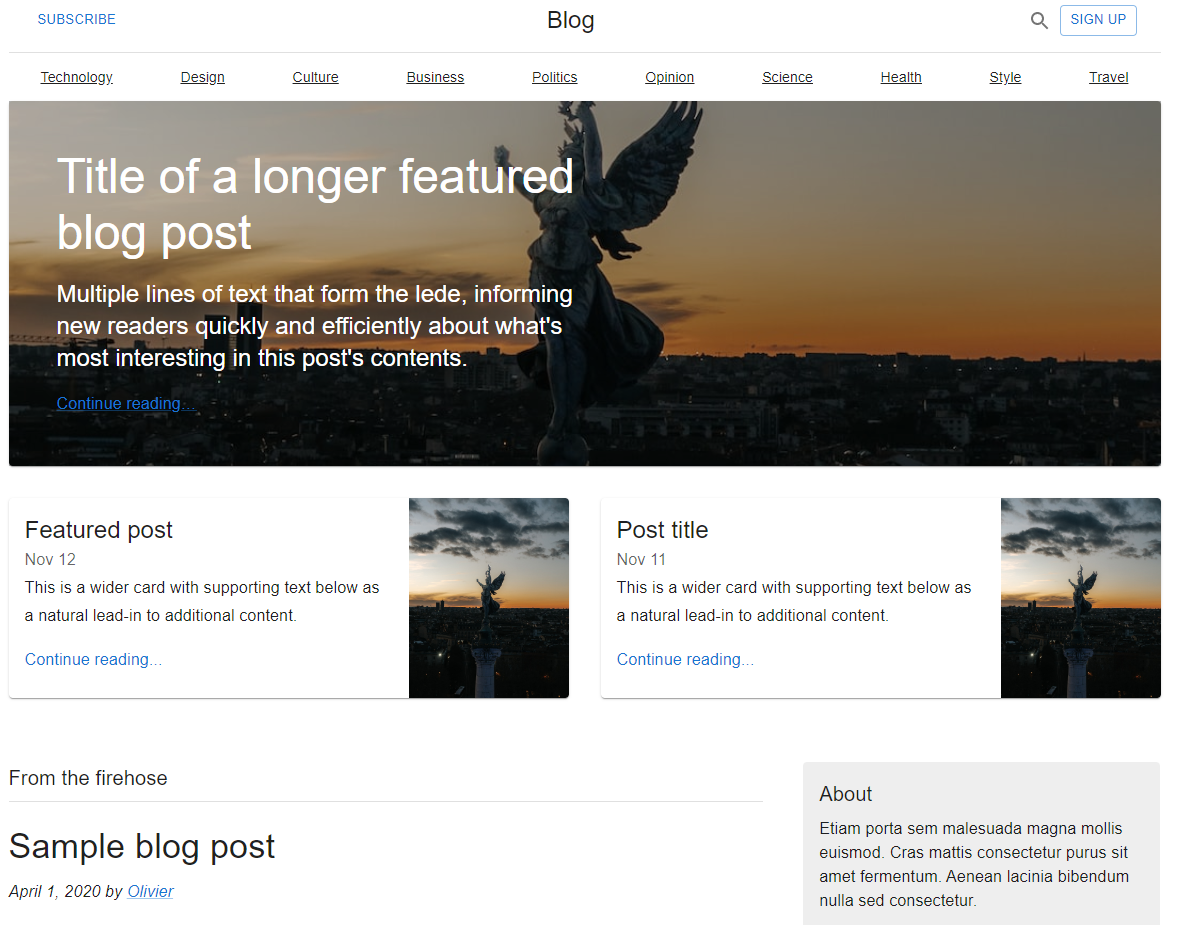 SUBSCRIBE
Blog
SIGN UP
Technology
Design
Culture
Business
Politics
Opinion
Science
Health
Style
Travel
Title of a longer featured
blog post
Multiple lines of text that form the lede, informing
new readers quickly and efficiently about what's
most interesting in this post's contents.
Continue reading…
Featured post
Nov 12
This is a wider card with supporting text below as
a natural lead-in to additional content.
Continue reading...
Post title
Nov 11
This is a wider card with supporting text below as
a natural lead-in to additional content.
Continue reading...
From the firehose
Sample blog post
April 1, 2020 by Olivier
About
Etiam porta sem malesuada magna mollis
euismod. Cras mattis consectetur purus sit
amet fermentum. Aenean lacinia bibendum
nulla sed consectetur.